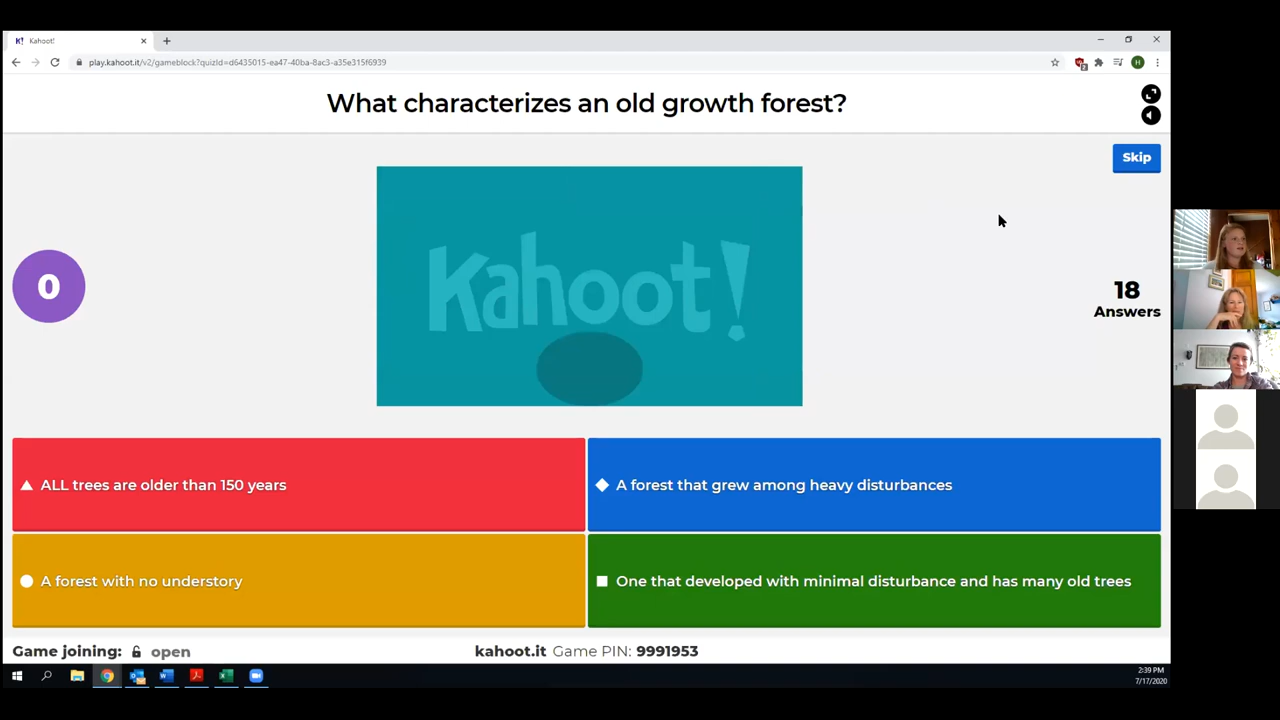 K! Kahoot!
play.kahoot.it/v2/gameblock?quizId=d6435015-ea47-40ba-8ac3-a35e315f6939
H
What characterizes an old growth forest?
Skip
Kahoot!
0
18
Answers
ALL trees are older than 150 years
A forest that grew among heavy disturbances
A forest with no understory
One that developed with minimal disturbance and has many old trees
Game joining: open
kahoot.it Game PIN: 9991953
2:39 PM
7/17/2020